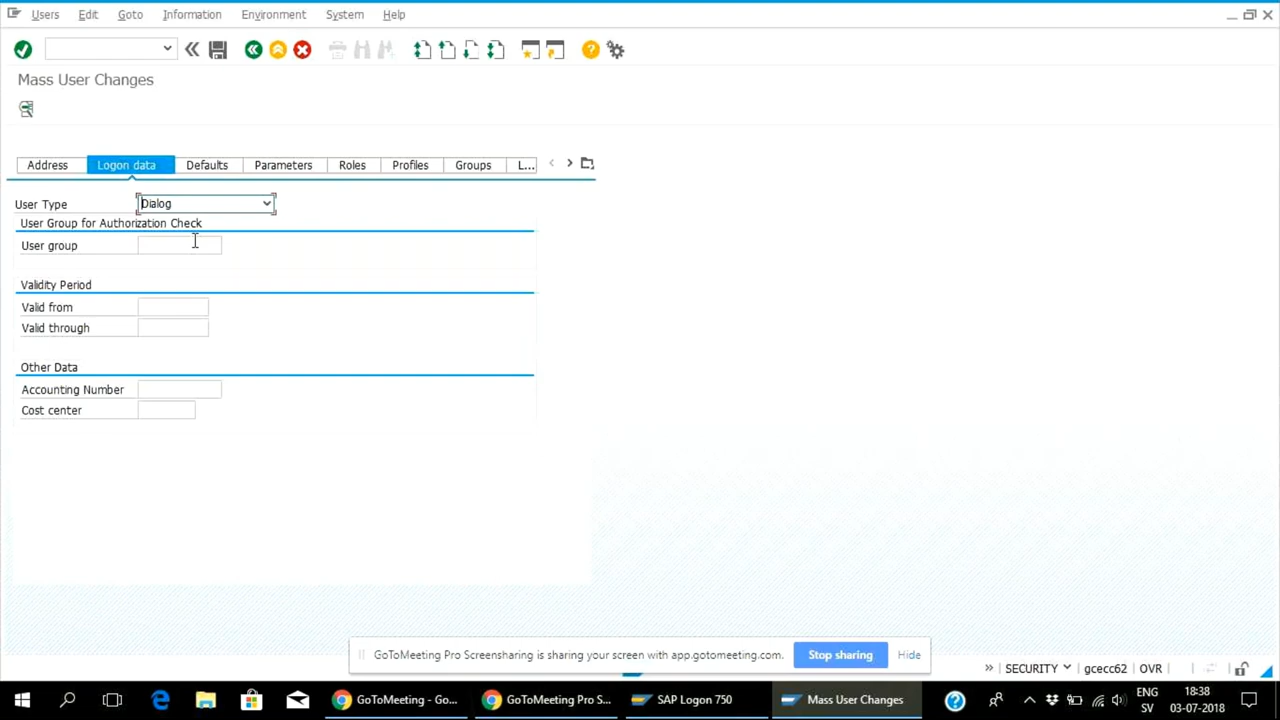 Users Edit Goto Information Environment System Help
Mass User Changes
Address Logon data Defaults Parameters Roles Profiles Groups L...
User Type Dialog
User Group for Authorization Check
User group
Validity Period
Valid from
Valid through
Other Data
Accounting Number
Cost center
GoToMeeting Pro Screensharing is sharing your screen with app.gotomeeting.com. Stop sharing Hide
SECURITY gcecc62 OVR
GoToMeeting - Go... GoToMeeting Pro S... SAP Logon 750 Mass User Changes ENG 18:38
SV 03-07-2018